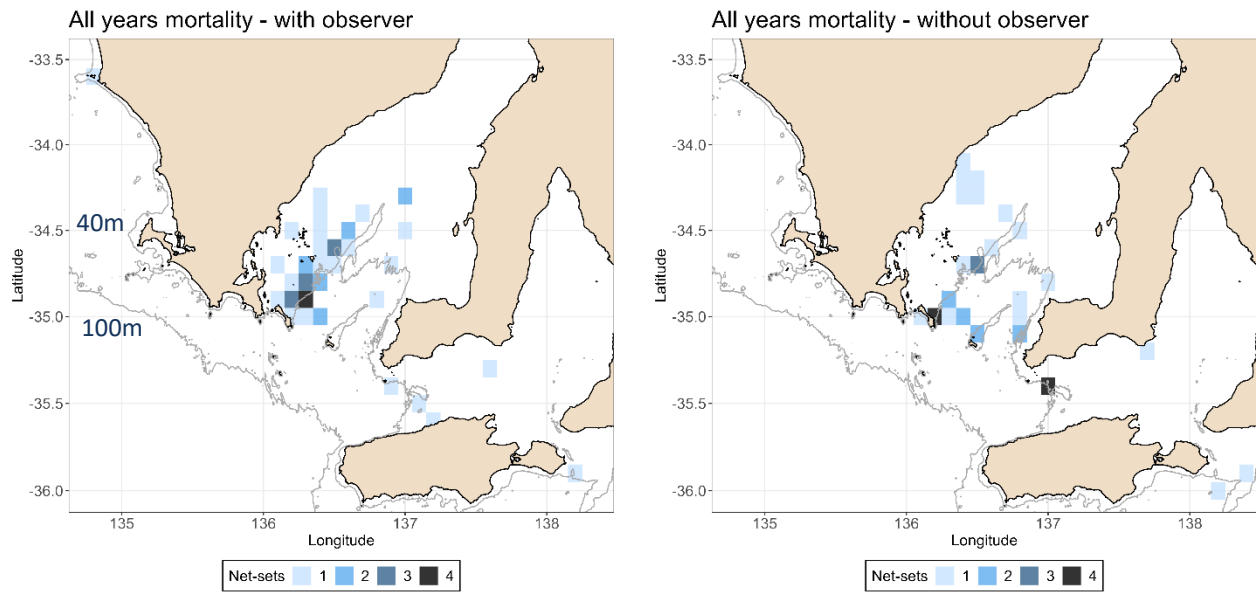 All years mortality - with observer
-33.5
-34.0
-34.5
-35.0
-35.5
-36.0
Latitude
40m
100m
135
136
137
138
Longitude
Net-sets 1 2 3 4
All years mortality - without observer
-33.5
-34.0
-34.5
-35.0
-35.5
-36.0
Latitude
135
136
137
138
Longitude
Net-sets 1 2 3 4